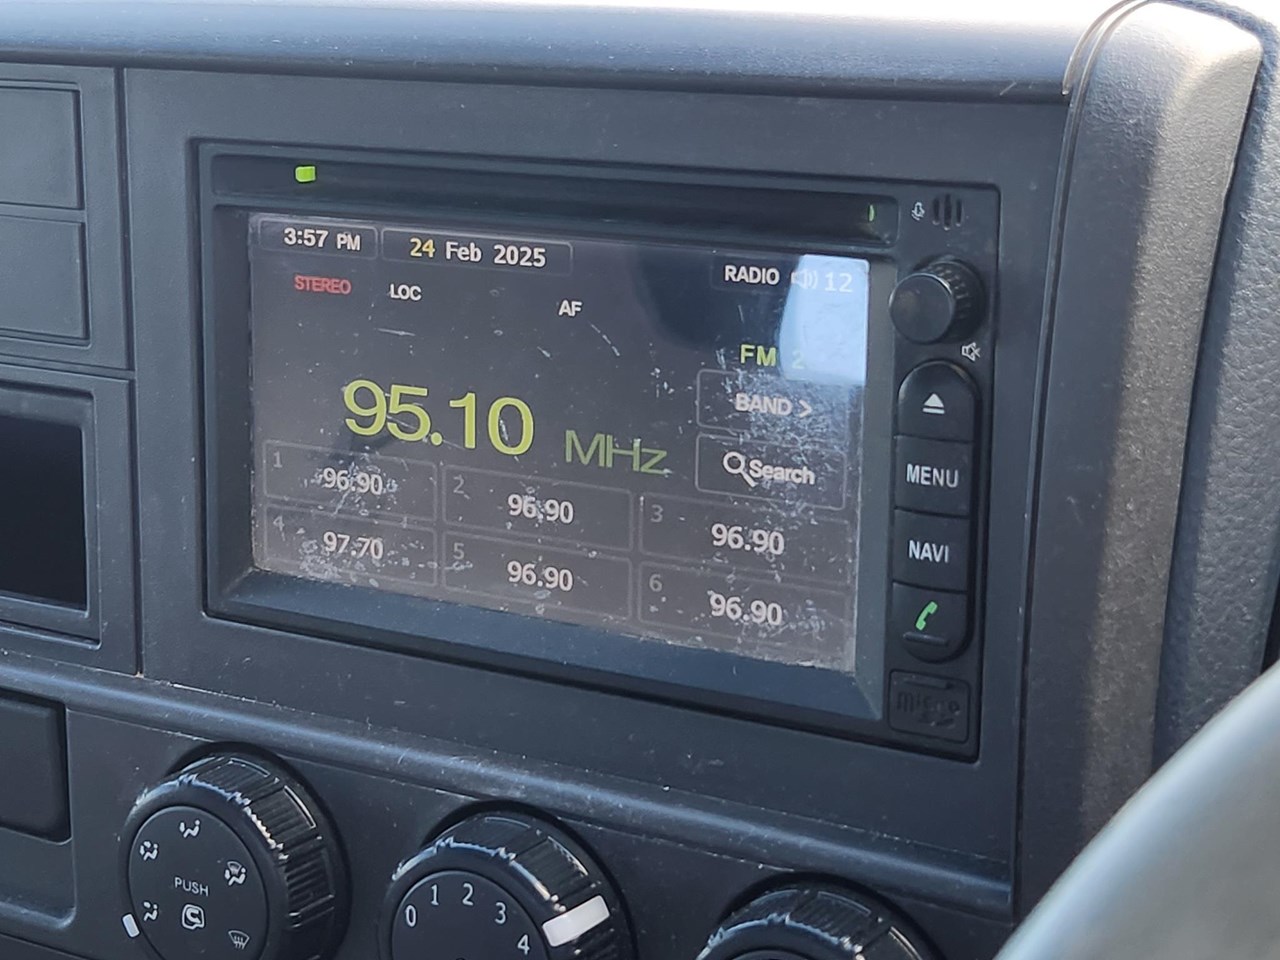 3:57 PM 24 Feb 2025 RADIO 12
STEREO LOC AF
FM 2
95.10 MHz
BAND >
Search
1 96.90 2 96.90 3 96.90
4 97.70 5 96.90 6 96.90
MENU
NAVI
micro
PUSH
0 1 2 3 4